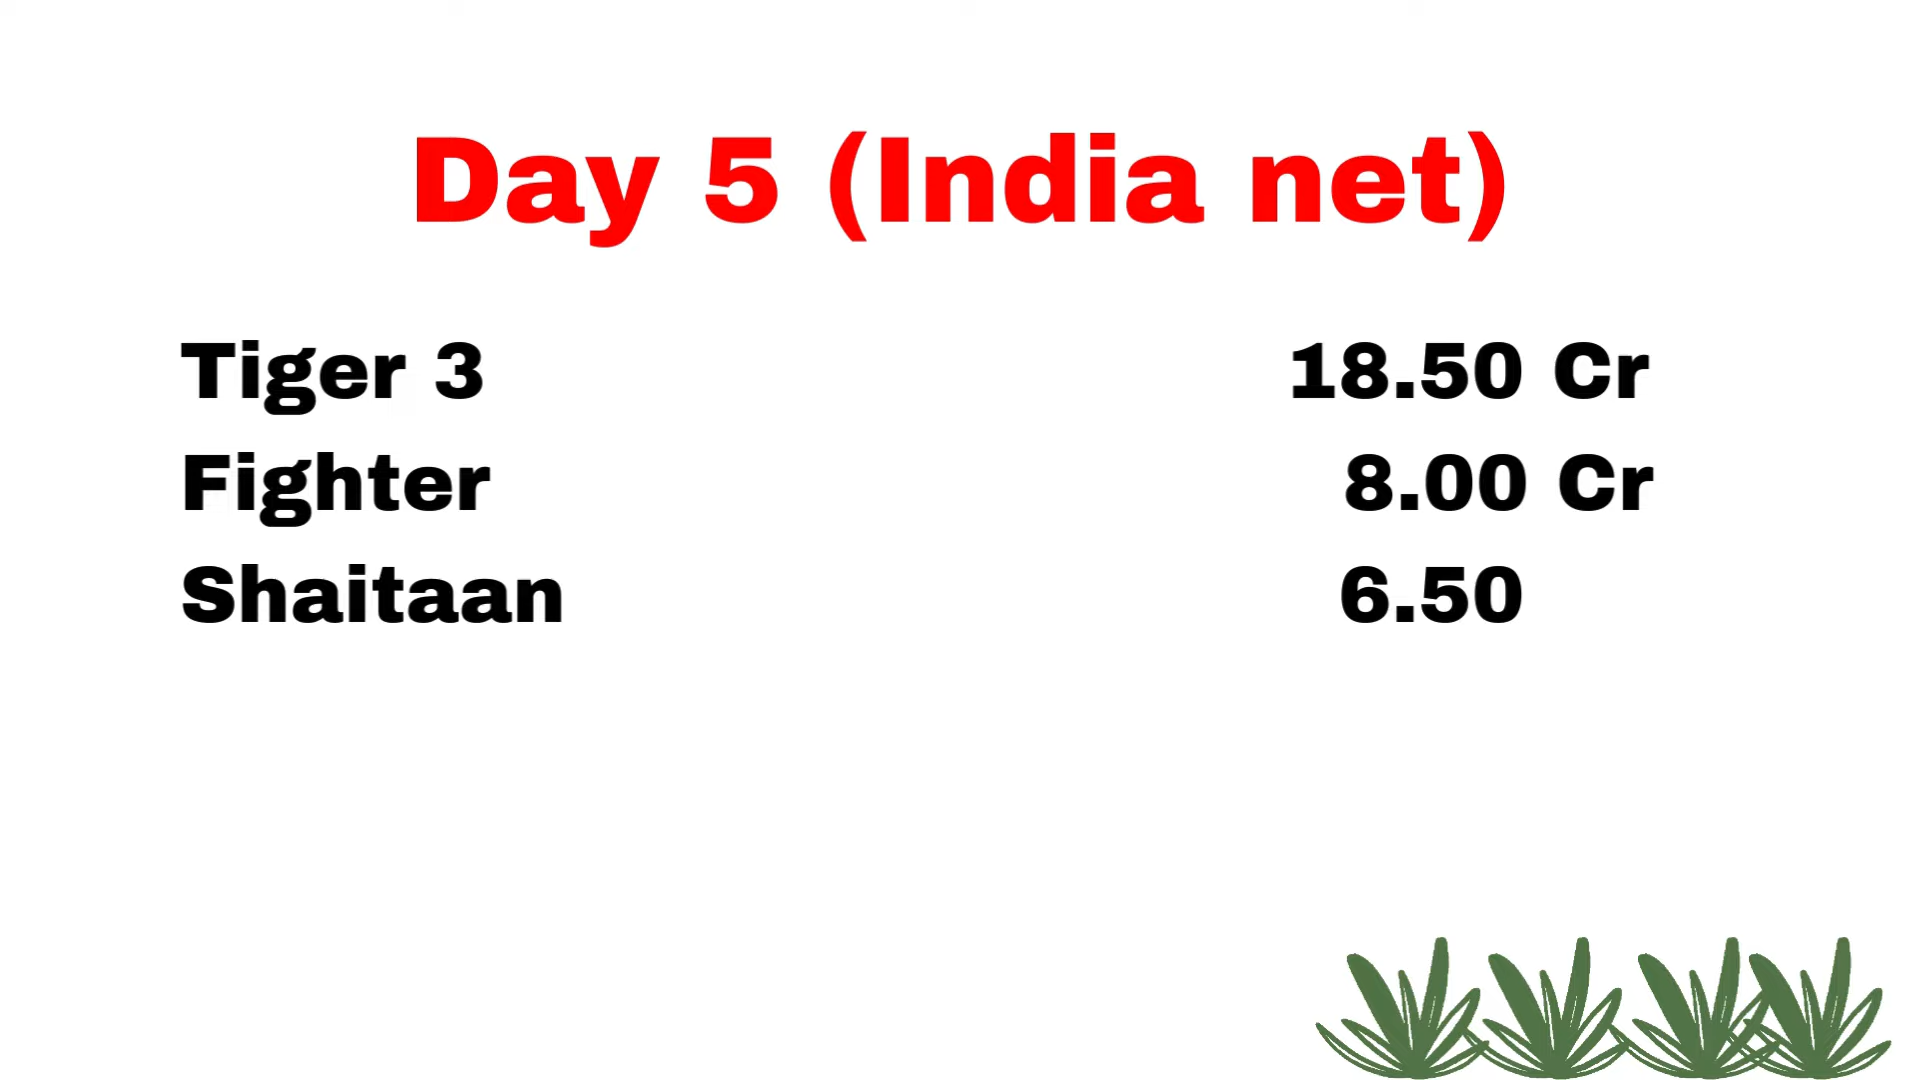 Day 5 (India net)
Tiger 3 18.50 Cr
Fighter 8.00 Cr
Shaitaan 6.50